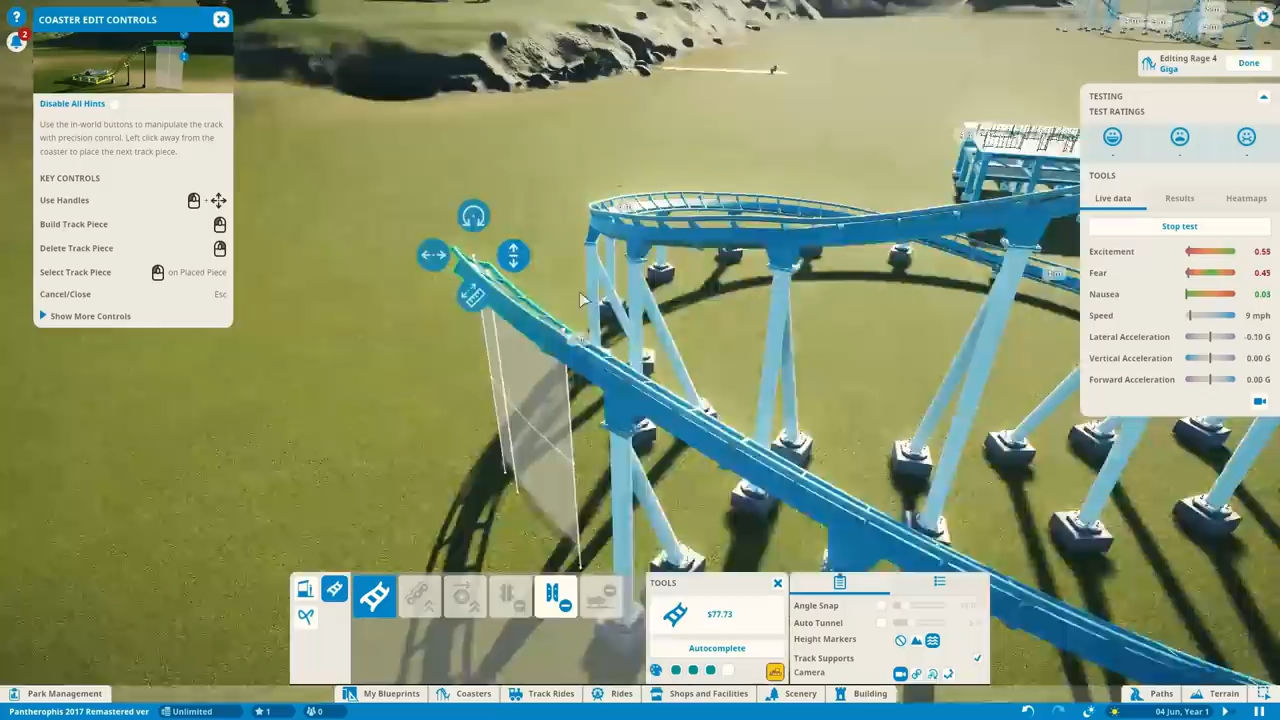 ?
COASTER EDIT CONTROLS
2
Disable All Hints
Use the in-world buttons to manipulate the track
with precision control. Left click away from the
coaster to place the next track piece.
KEY CONTROLS
Use Handles
+
Build Track Piece
Delete Track Piece
Select Track Piece
on Placed Piece
Cancel/Close
Esc
Show More Controls
Editing Rage 4
Giga
Done
TESTING
TEST RATINGS
- - -
TOOLS
Live data Results Heatmaps
Stop test
Excitement 0.55
Fear 0.45
Nausea 0.03
Speed 9 mph
Lateral Acceleration -0.10 G
Vertical Acceleration 0.00 G
Forward Acceleration 0.00 G
TOOLS
$77.73
Autocomplete
Angle Snap
Auto Tunnel
Height Markers
Track Supports
Camera
Park Management
My Blueprints
Coasters
Track Rides
Rides
Shops and Facilities
Scenery
Building
Paths
Terrain
Pantherophis 2017 Remastered ver
Unlimited
1
0
04 Jun, Year 1